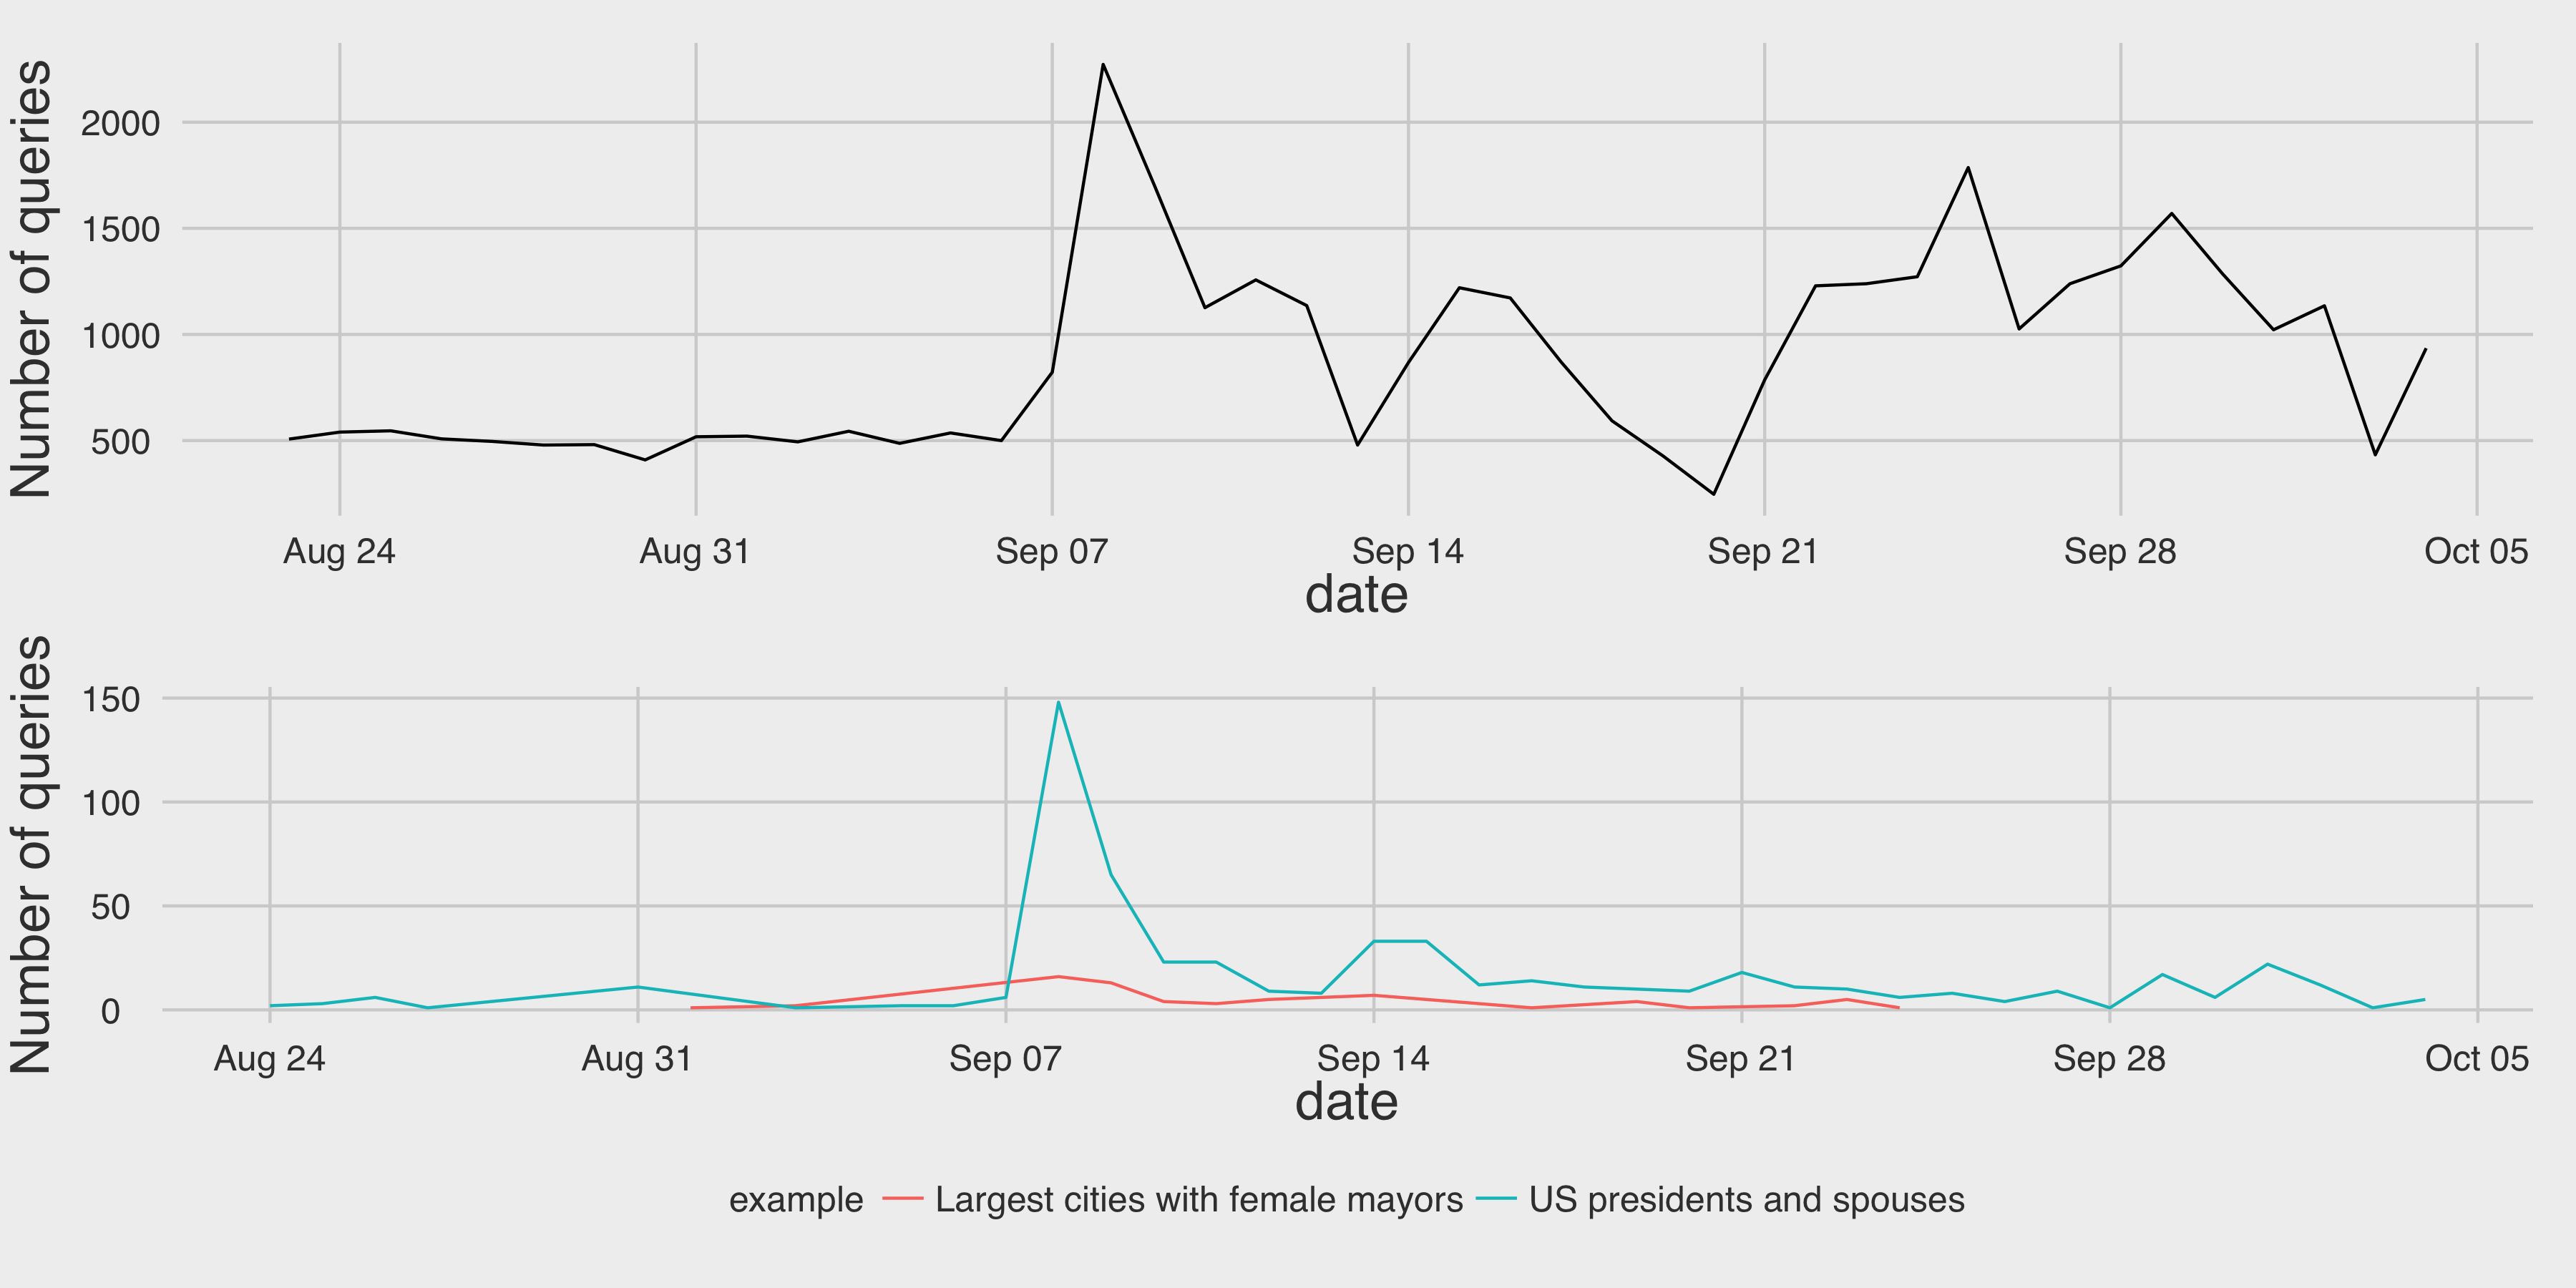 Number of queries
2000
1500
1000
500
Aug 24 Aug 31 Sep 07 Sep 14 Sep 21 Sep 28 Oct 05
date
Number of queries
150
100
50
0
Aug 24 Aug 31 Sep 07 Sep 14 Sep 21 Sep 28 Oct 05
date
example Largest cities with female mayors US presidents and spouses